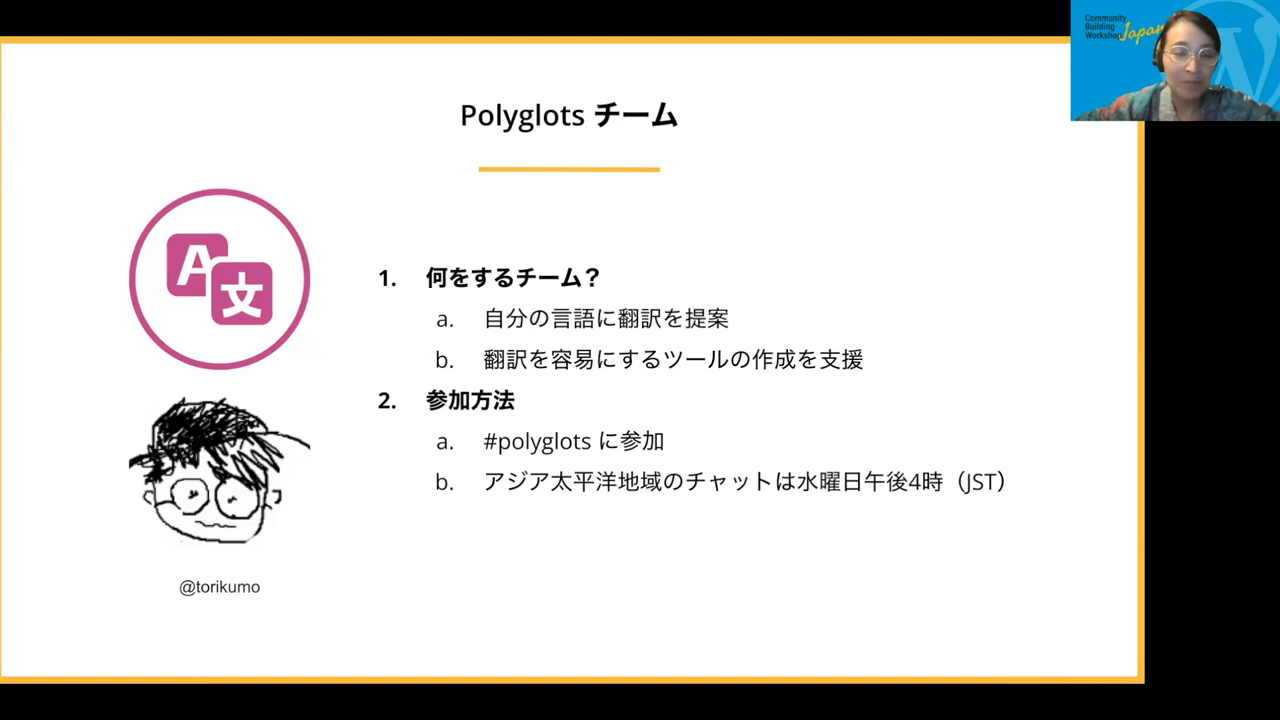 Community
Building
Workshop
Japan
Polyglots チーム
A
文
1. 何をするチーム？
a. 自分の言語に翻訳を提案
b. 翻訳を容易にするツールの作成を支援
2. 参加方法
a. #polyglots に参加
b. アジア太平洋地域のチャットは水曜日午後4時（JST）
@torikumo